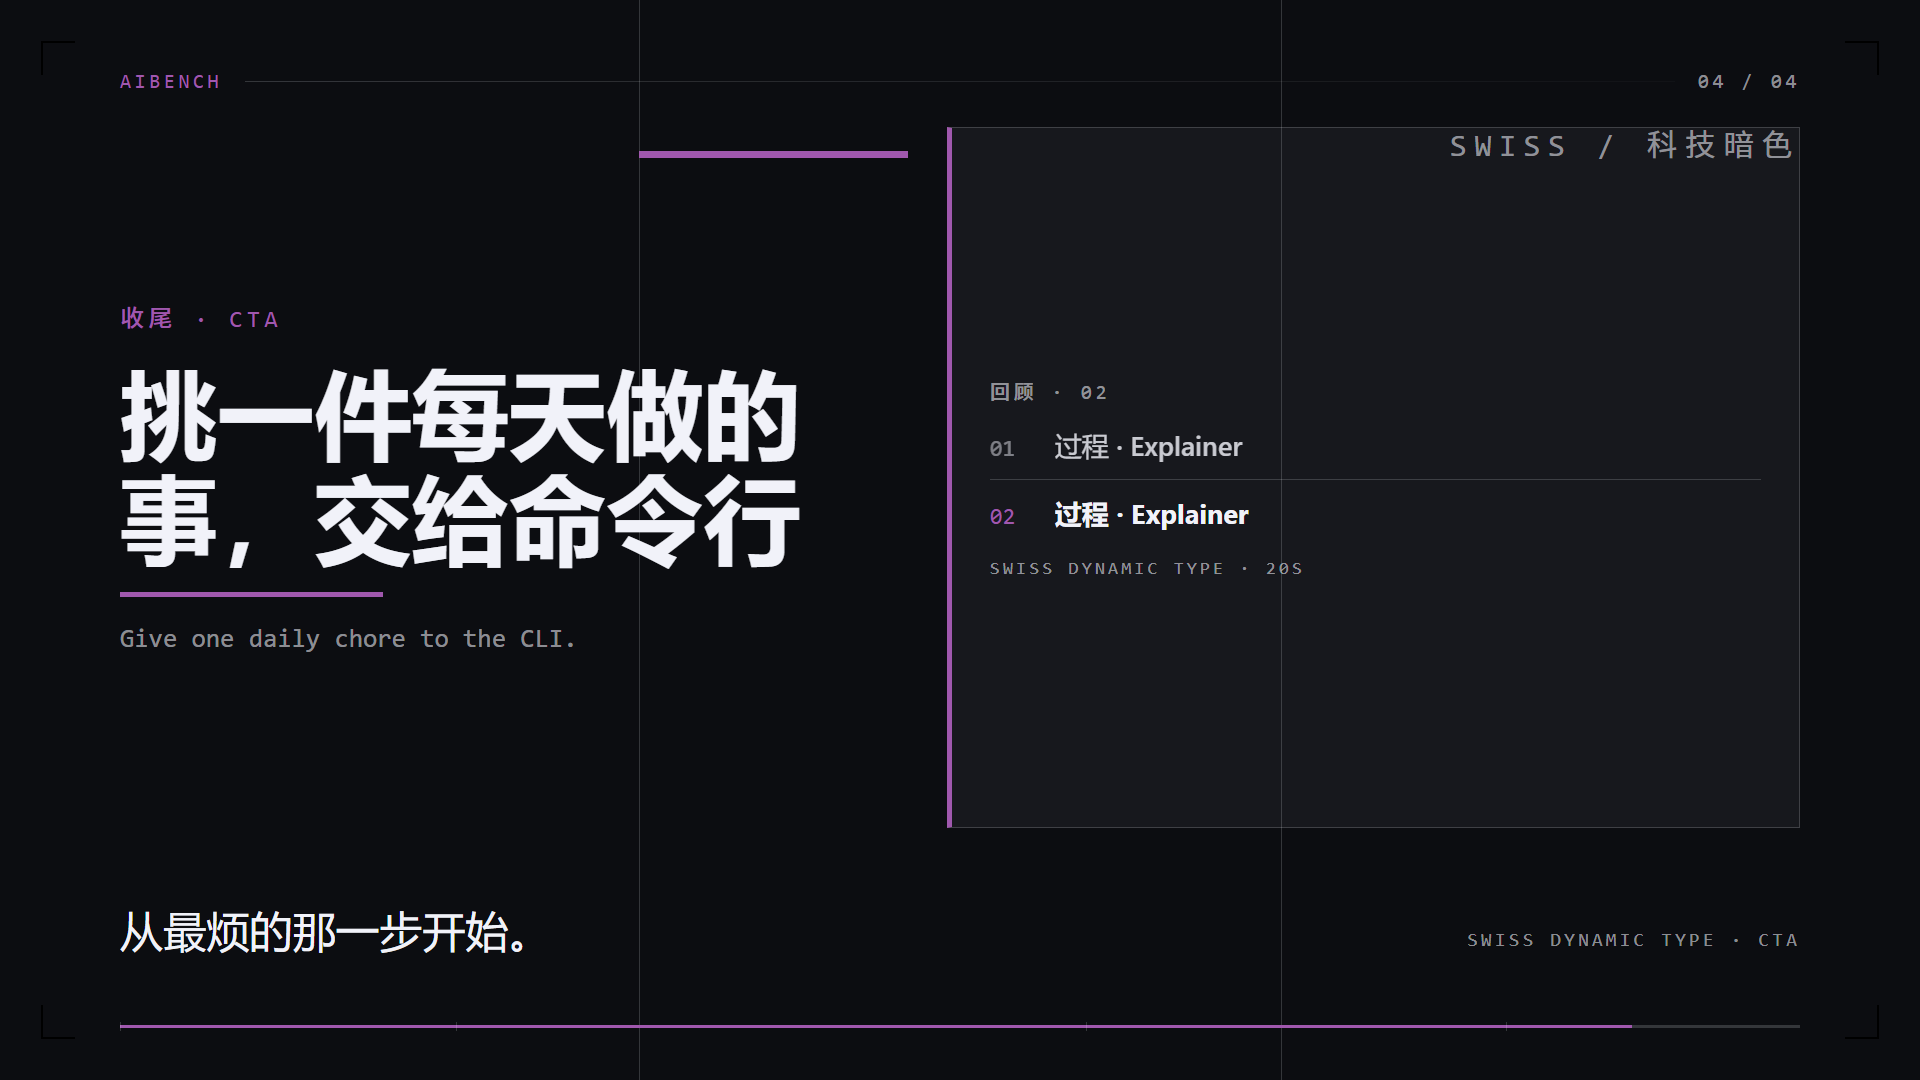 AIBENCH
04 / 04
SWISS / 科技暗色
收尾 · CTA
挑一件每天做的
事，交给命令行
Give one daily chore to the CLI.
回顾 · 02
01 过程 · Explainer
02 过程 · Explainer
SWISS DYNAMIC TYPE · 20S
从最烦的那一步开始。
SWISS DYNAMIC TYPE · CTA